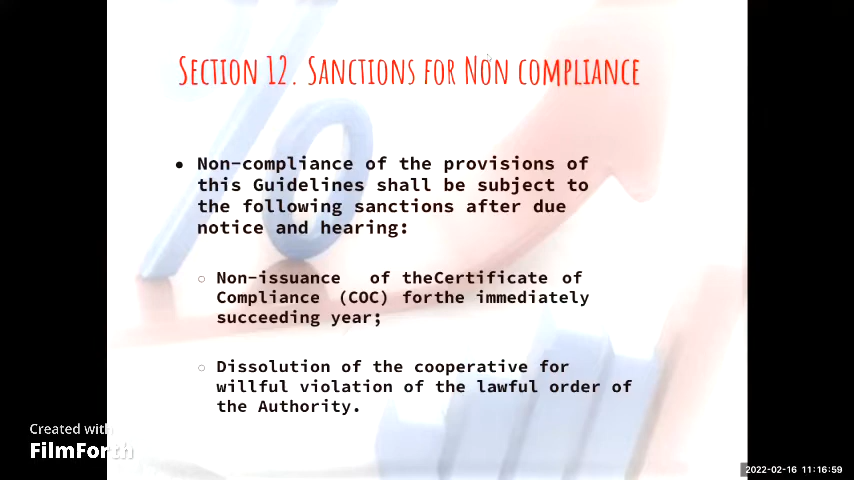 Section 12. Sanctions for Non compliance
● Non-compliance of the provisions of
this Guidelines shall be subject to
the following sanctions after due
notice and hearing:
○ Non-issuance of theCertificate of
Compliance (COC) forthe immediately
succeeding year;
○ Dissolution of the cooperative for
willful violation of the lawful order of
the Authority.
Created with
FilmForth
2022-02-16 11:16:59